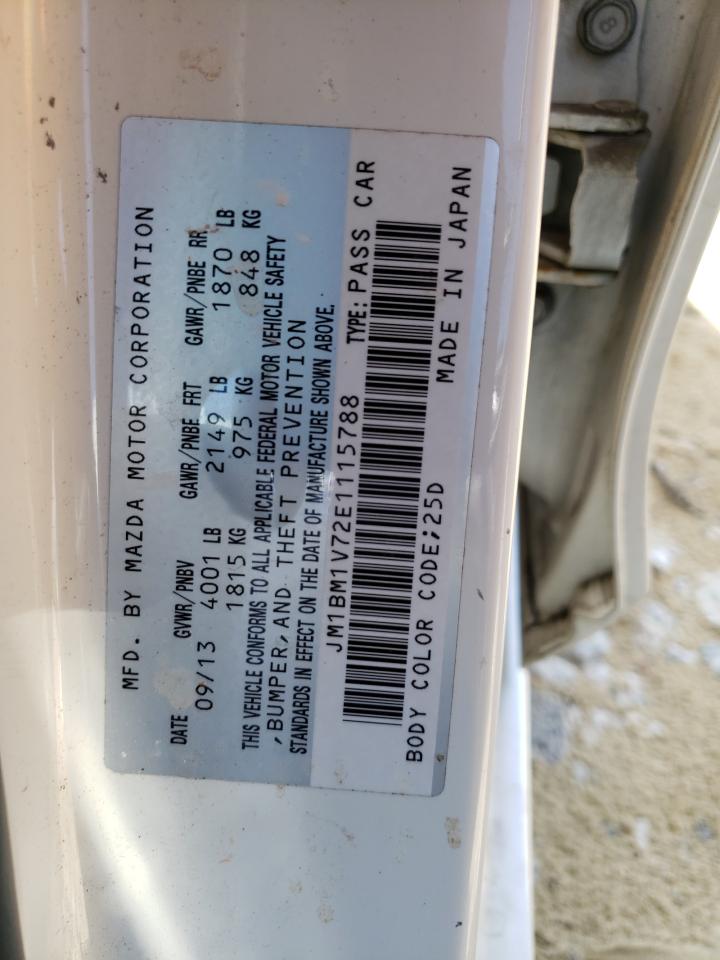 MFD. BY MAZDA MOTOR CORPORATION
DATE GVWR/PNBV GAWR/PNBE FRT GAWR/PNBE RR
09/13 4001 LB 2149 LB 1870 LB
1815 KG 975 KG 848 KG
THIS VEHICLE CONFORMS TO ALL APPLICABLE FEDERAL MOTOR VEHICLE SAFETY
,BUMPER,AND THEFT PREVENTION
STANDARDS IN EFFECT ON THE DATE OF MANUFACTURE SHOWN ABOVE.
JM1BM1V72E1115788 TYPE: PASS CAR
BODY COLOR CODE;25D MADE IN JAPAN
8